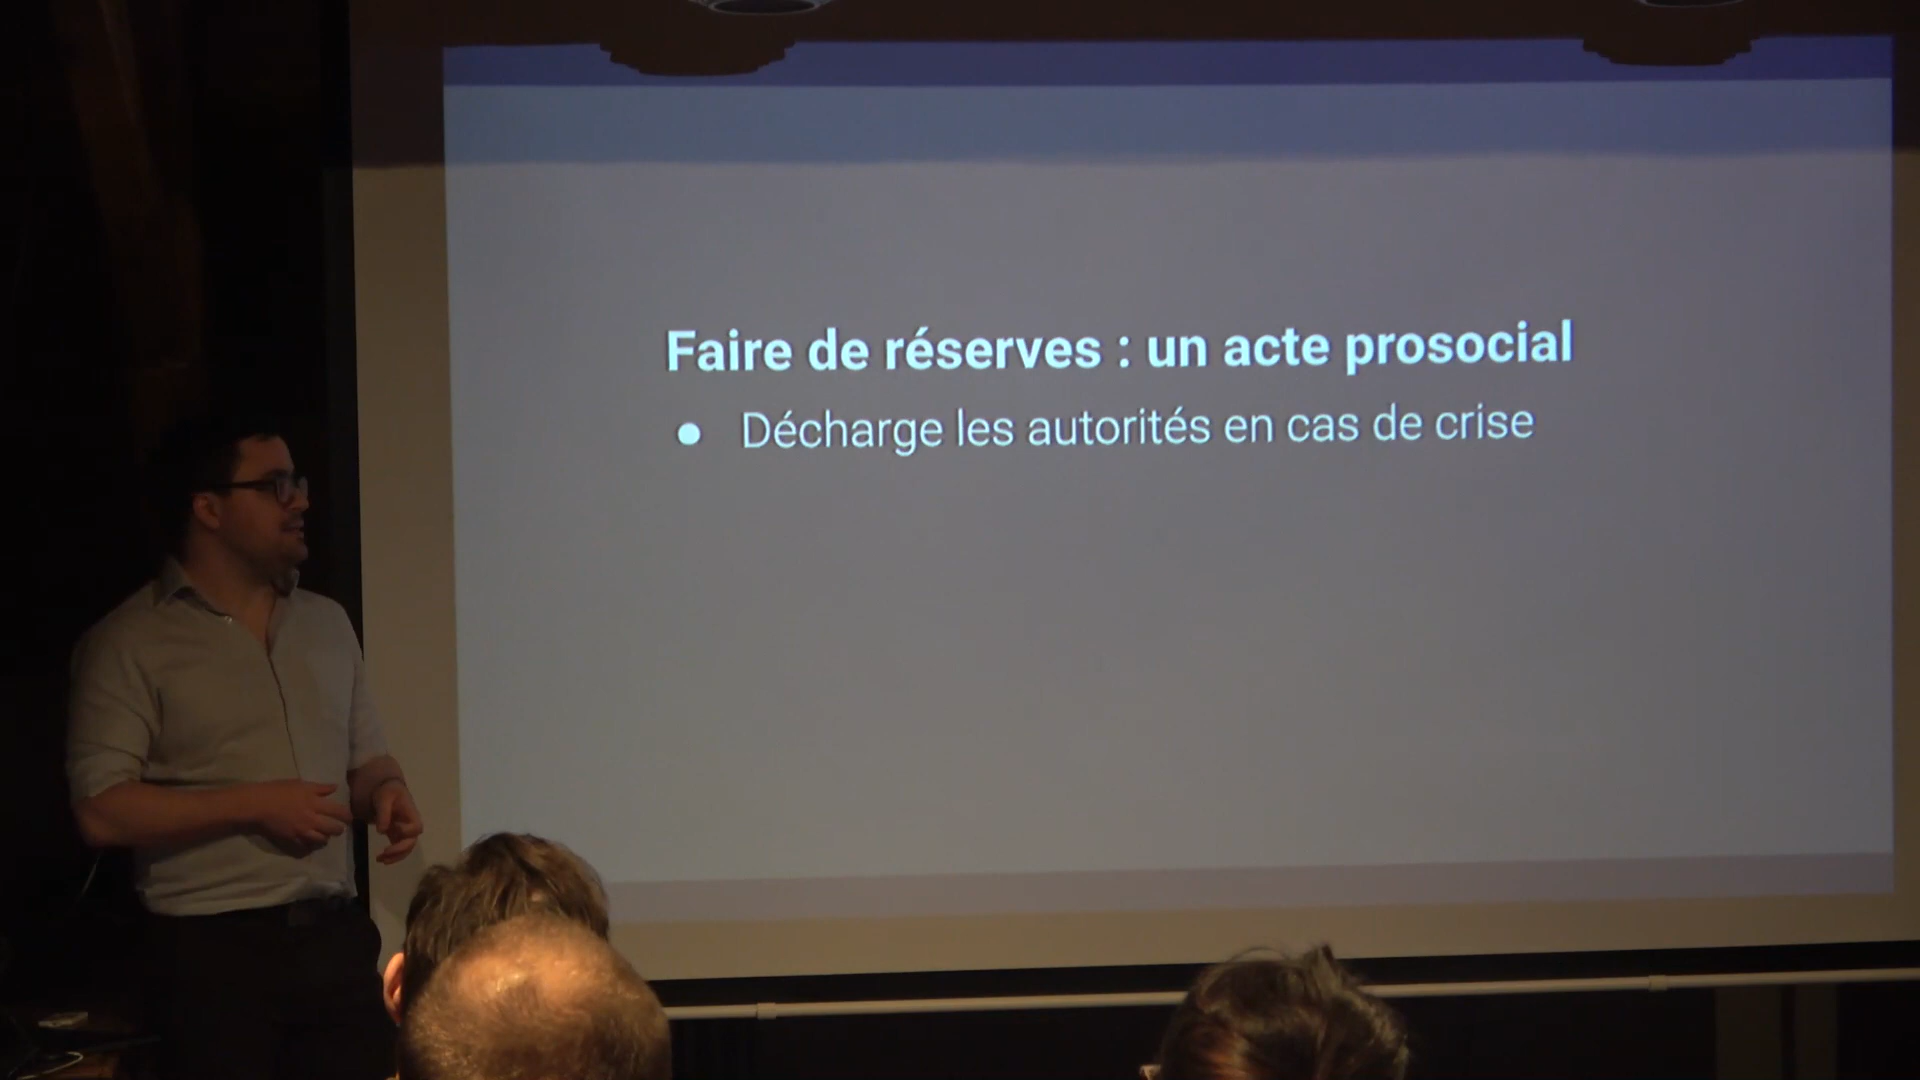 Faire de réserves : un acte prosocial
● Décharge les autorités en cas de crise